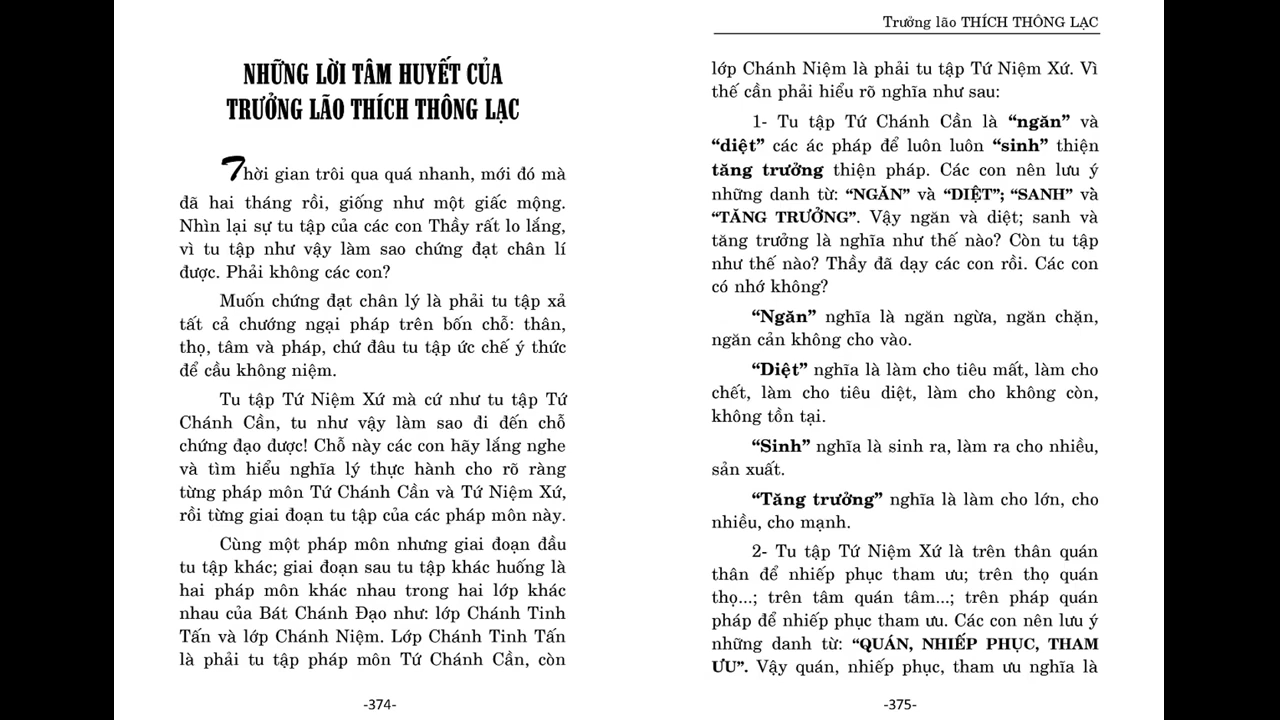 NHỮNG LỜI TÂM HUYẾT CỦA
TRƯỞNG LÃO THÍCH THÔNG LẠC
Thời gian trôi qua quá nhanh, mới đó mà
đã hai tháng rồi, giống như một giấc mộng.
Nhìn lại sự tu tập của các con Thầy rất lo lắng,
vì tu tập như vậy làm sao chứng đạt chân lí
được. Phải không các con?
Muốn chứng đạt chân lý là phải tu tập xả
tất cả chướng ngại pháp trên bốn chỗ: thân,
thọ, tâm và pháp, chứ đâu tu tập ức chế ý thức
để cầu không niệm.
Tu tập Tứ Niệm Xứ mà cứ như tu tập Tứ
Chánh Cần, tu như vậy làm sao đi đến chỗ
chứng đạo được! Chỗ này các con hãy lắng nghe
và tìm hiểu nghĩa lý thực hành cho rõ ràng
từng pháp môn Tứ Chánh Cần và Tứ Niệm Xứ,
rồi từng giai đoạn tu tập của các pháp môn này.
Cùng một pháp môn nhưng giai đoạn đầu
tu tập khác; giai đoạn sau tu tập khác huống là
hai pháp môn khác nhau trong hai lớp khác
nhau của Bát Chánh Đạo như: lớp Chánh Tinh
Tấn và lớp Chánh Niệm. Lớp Chánh Tinh Tấn
là phải tu tập pháp môn Tứ Chánh Cần, còn
-374-
Trưởng lão THÍCH THÔNG LẠC
lớp Chánh Niệm là phải tu tập Tứ Niệm Xứ. Vì
thế cần phải hiểu rõ nghĩa như sau:
1- Tu tập Tứ Chánh Cần là “ngăn” và
“diệt” các ác pháp để luôn luôn “sinh” thiện
tăng trưởng thiện pháp. Các con nên lưu ý
những danh từ: “NGĂN” và “DIỆT”; “SANH” và
“TĂNG TRƯỞNG”. Vậy ngăn và diệt; sanh và
tăng trưởng là nghĩa như thế nào? Còn tu tập
như thế nào? Thầy đã dạy các con rồi. Các con
có nhớ không?
“Ngăn” nghĩa là ngăn ngừa, ngăn chặn,
ngăn cản không cho vào.
“Diệt” nghĩa là làm cho tiêu mất, làm cho
chết, làm cho tiêu diệt, làm cho không còn,
không tồn tại.
“Sinh” nghĩa là sinh ra, làm ra cho nhiều,
sản xuất.
“Tăng trưởng” nghĩa là làm cho lớn, cho
nhiều, cho mạnh.
2- Tu tập Tứ Niệm Xứ là trên thân quán
thân để nhiếp phục tham ưu; trên thọ quán
thọ...; trên tâm quán tâm...; trên pháp quán
pháp để nhiếp phục tham ưu. Các con nên lưu ý
những danh từ: “QUÁN, NHIẾP PHỤC, THAM
ƯU”. Vậy quán, nhiếp phục, tham ưu nghĩa là
-375-